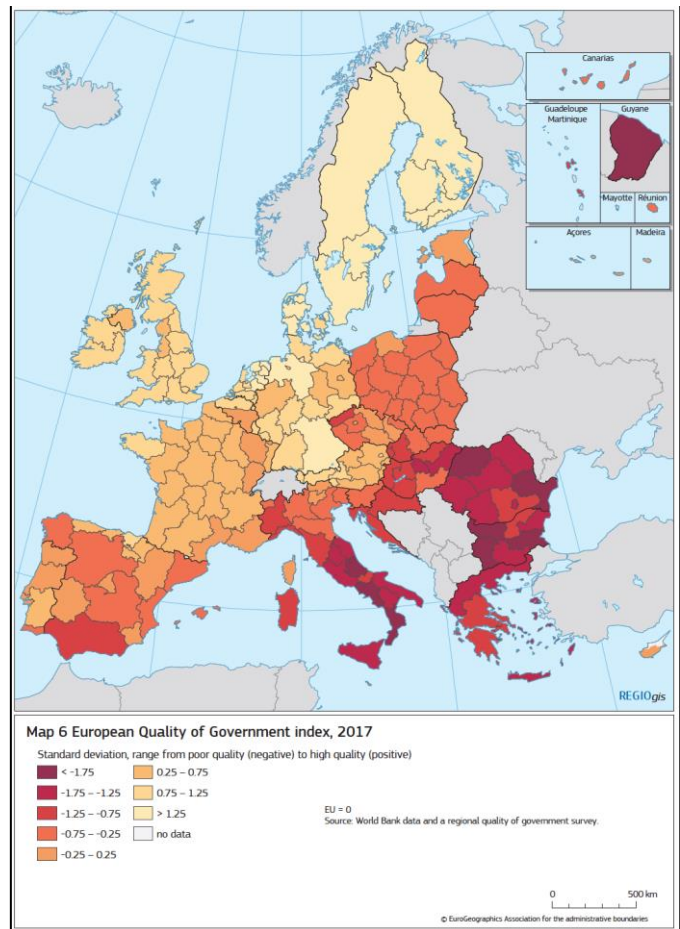 Canarias
Guadeloupe
Martinique
Guyane
Mayotte
Réunion
Açores
Madeira
REGIOgis
Map 6 European Quality of Government index, 2017
Standard deviation, range from poor quality (negative) to high quality (positive)
< -1.75
-1.75 – -1.25
-1.25 – -0.75
-0.75 – -0.25
-0.25 – 0.25
0.25 – 0.75
0.75 – 1.25
> 1.25
no data
EU = 0
Source: World Bank data and a regional quality of government survey.
0 500 km
© EuroGeographics Association for the administrative boundaries